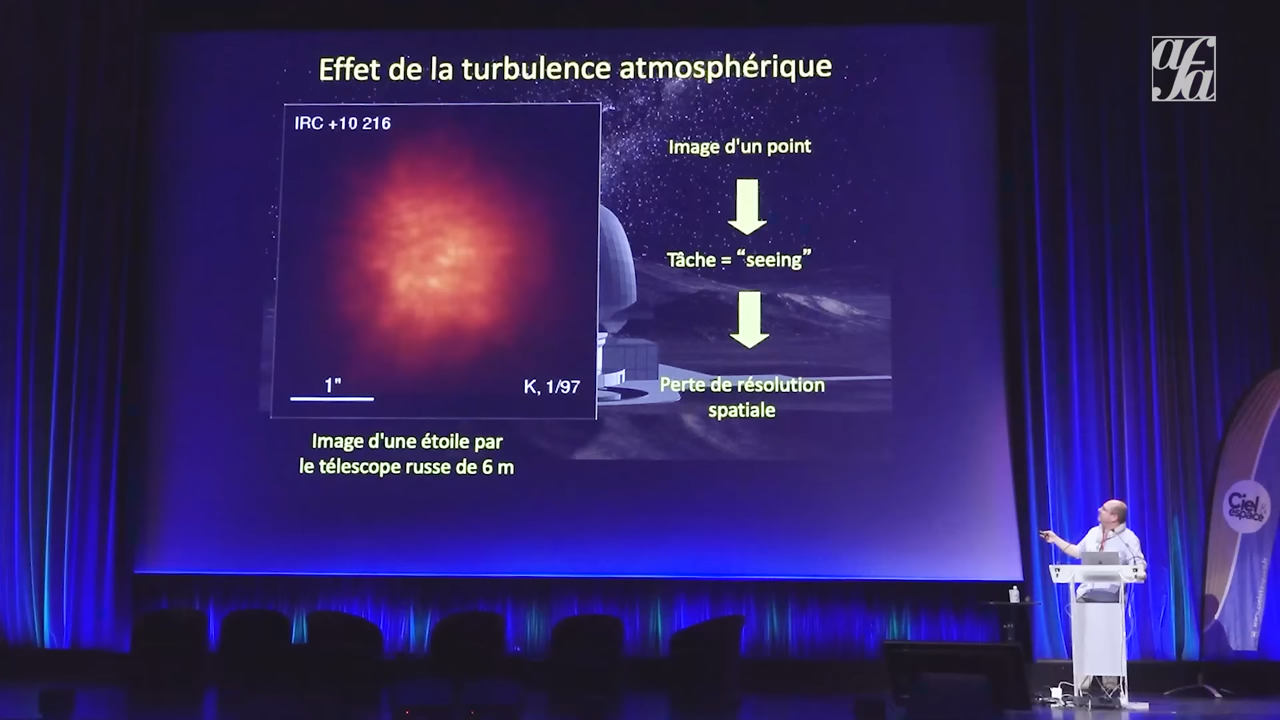 Effet de la turbulence atmosphérique
IRC +10 216
1"
K, 1/97
Image d'une étoile par
le télescope russe de 6 m
Image d'un point
Tâche = “seeing”
Perte de résolution
spatiale
afa
Ciel &
espace